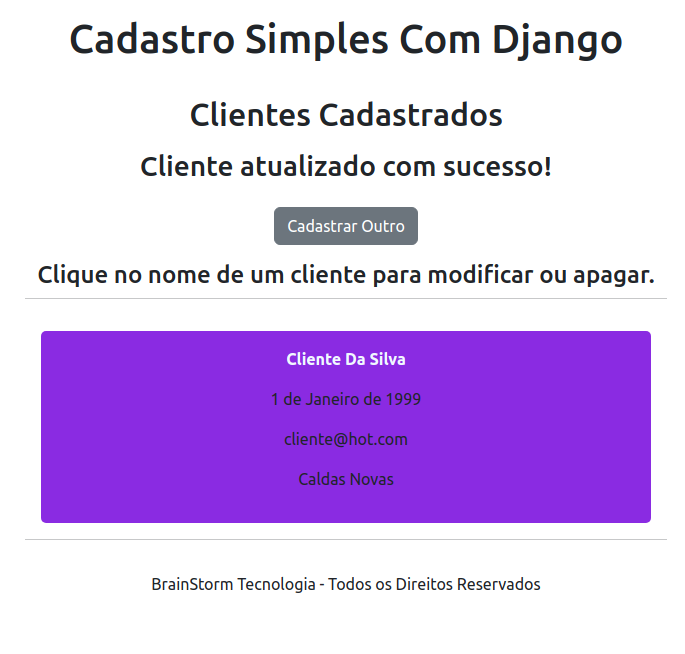 Cadastro Simples Com Django
Clientes Cadastrados
Cliente atualizado com sucesso!
Cadastrar Outro
Clique no nome de um cliente para modificar ou apagar.
Cliente Da Silva
1 de Janeiro de 1999
cliente@hot.com
Caldas Novas
BrainStorm Tecnologia - Todos os Direitos Reservados